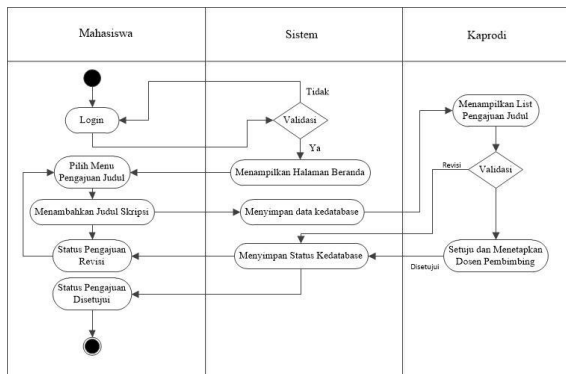 Mahasiswa
Sistem
Kaprodi
Tidak
Login
Validasi
Ya
Menampilkan List
Pengajuan Judul
Pilih Menu
Pengajuan Judul
Menampilkan Halaman Beranda
Revisi
Validasi
Menambahkan Judul Skripsi
Menyimpan data kedatabase
Status Pengajuan
Revisi
Menyimpan Status Kedatabase
Setuju dan Menetapkan
Dosen Pembimbing
Disetujui
Status Pengajuan
Disetujui